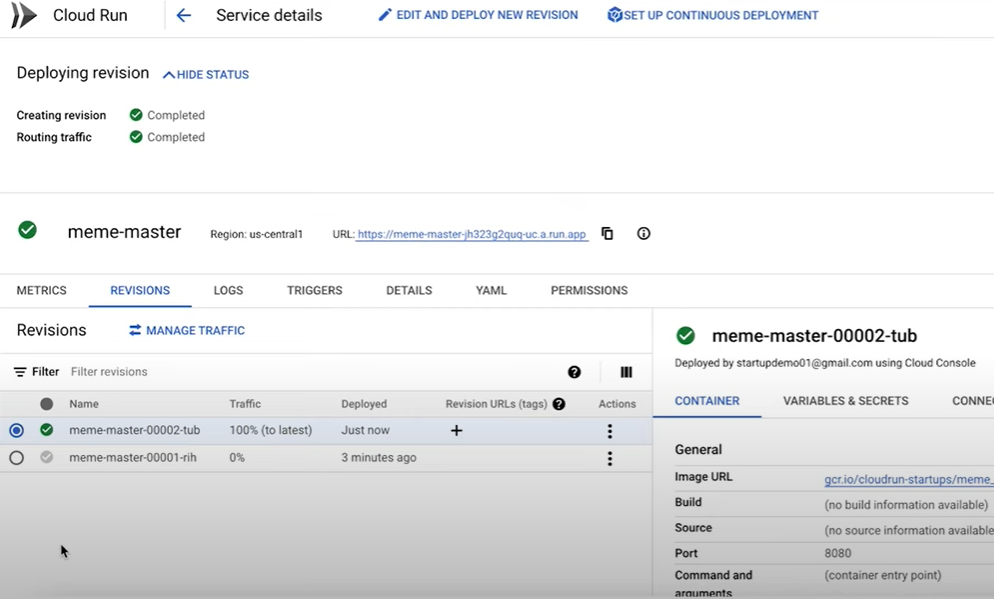 Cloud Run
Service details
EDIT AND DEPLOY NEW REVISION
SET UP CONTINUOUS DEPLOYMENT
Deploying revision
HIDE STATUS
Creating revision Completed
Routing traffic Completed
meme-master
Region: us-central1
URL: https://meme-master-jh323g2quq-uc.a.run.app
METRICS REVISIONS LOGS TRIGGERS DETAILS YAML PERMISSIONS
Revisions
MANAGE TRAFFIC
Filter Filter revisions
Name Traffic Deployed Revision URLs (tags) Actions
meme-master-00002-tub 100% (to latest) Just now
meme-master-00001-rih 0% 3 minutes ago
meme-master-00002-tub
Deployed by startupdemo01@gmail.com using Cloud Console
CONTAINER VARIABLES & SECRETS CONNEC
General
Image URL gcr.io/cloudrun-startups/meme_
Build (no build information available)
Source (no source information available
Port 8080
Command and (container entry point)
arguments